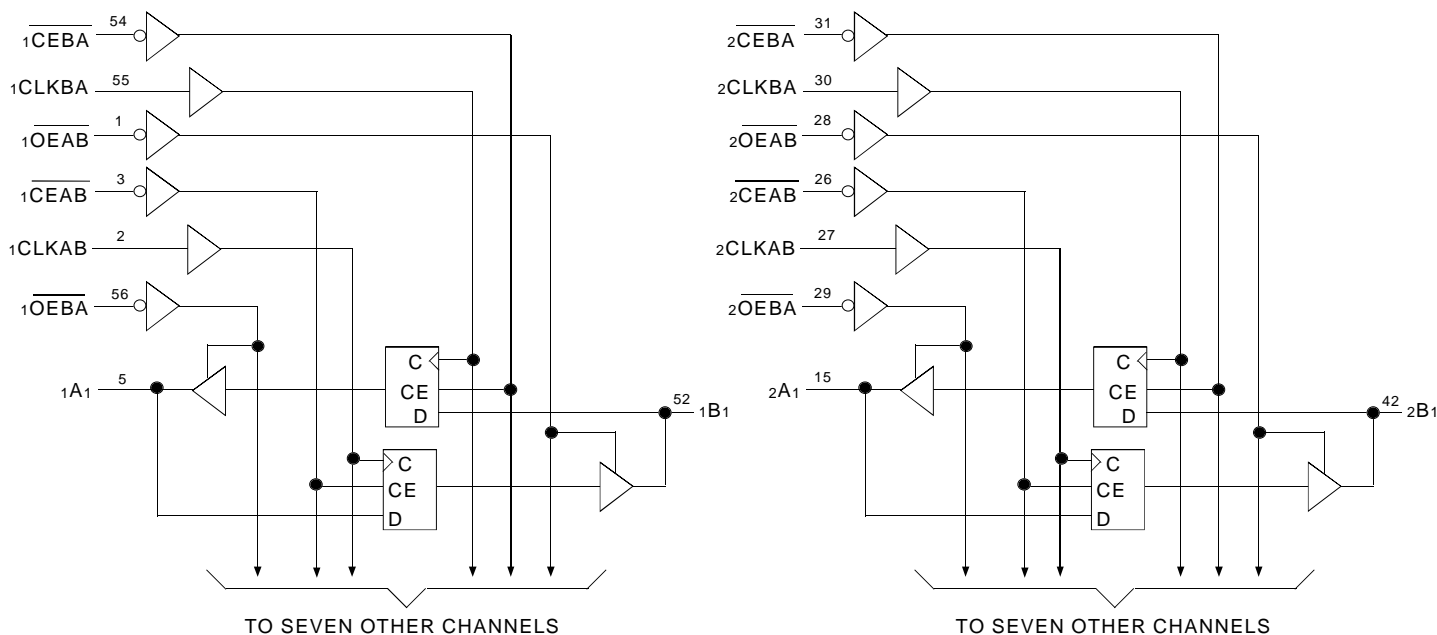 1CEBA 54
1CLKBA 55
1OEAB 1
1CEAB 3
1CLKAB 2
1OEBA 56
C
CE
D
1A1 5
52 1B1
C
CE
D
TO SEVEN OTHER CHANNELS
2CEBA 31
2CLKBA 30
2OEAB 28
2CEAB 26
2CLKAB 27
2OEBA 29
C
CE
D
2A1 15
42 2B1
C
CE
D
TO SEVEN OTHER CHANNELS